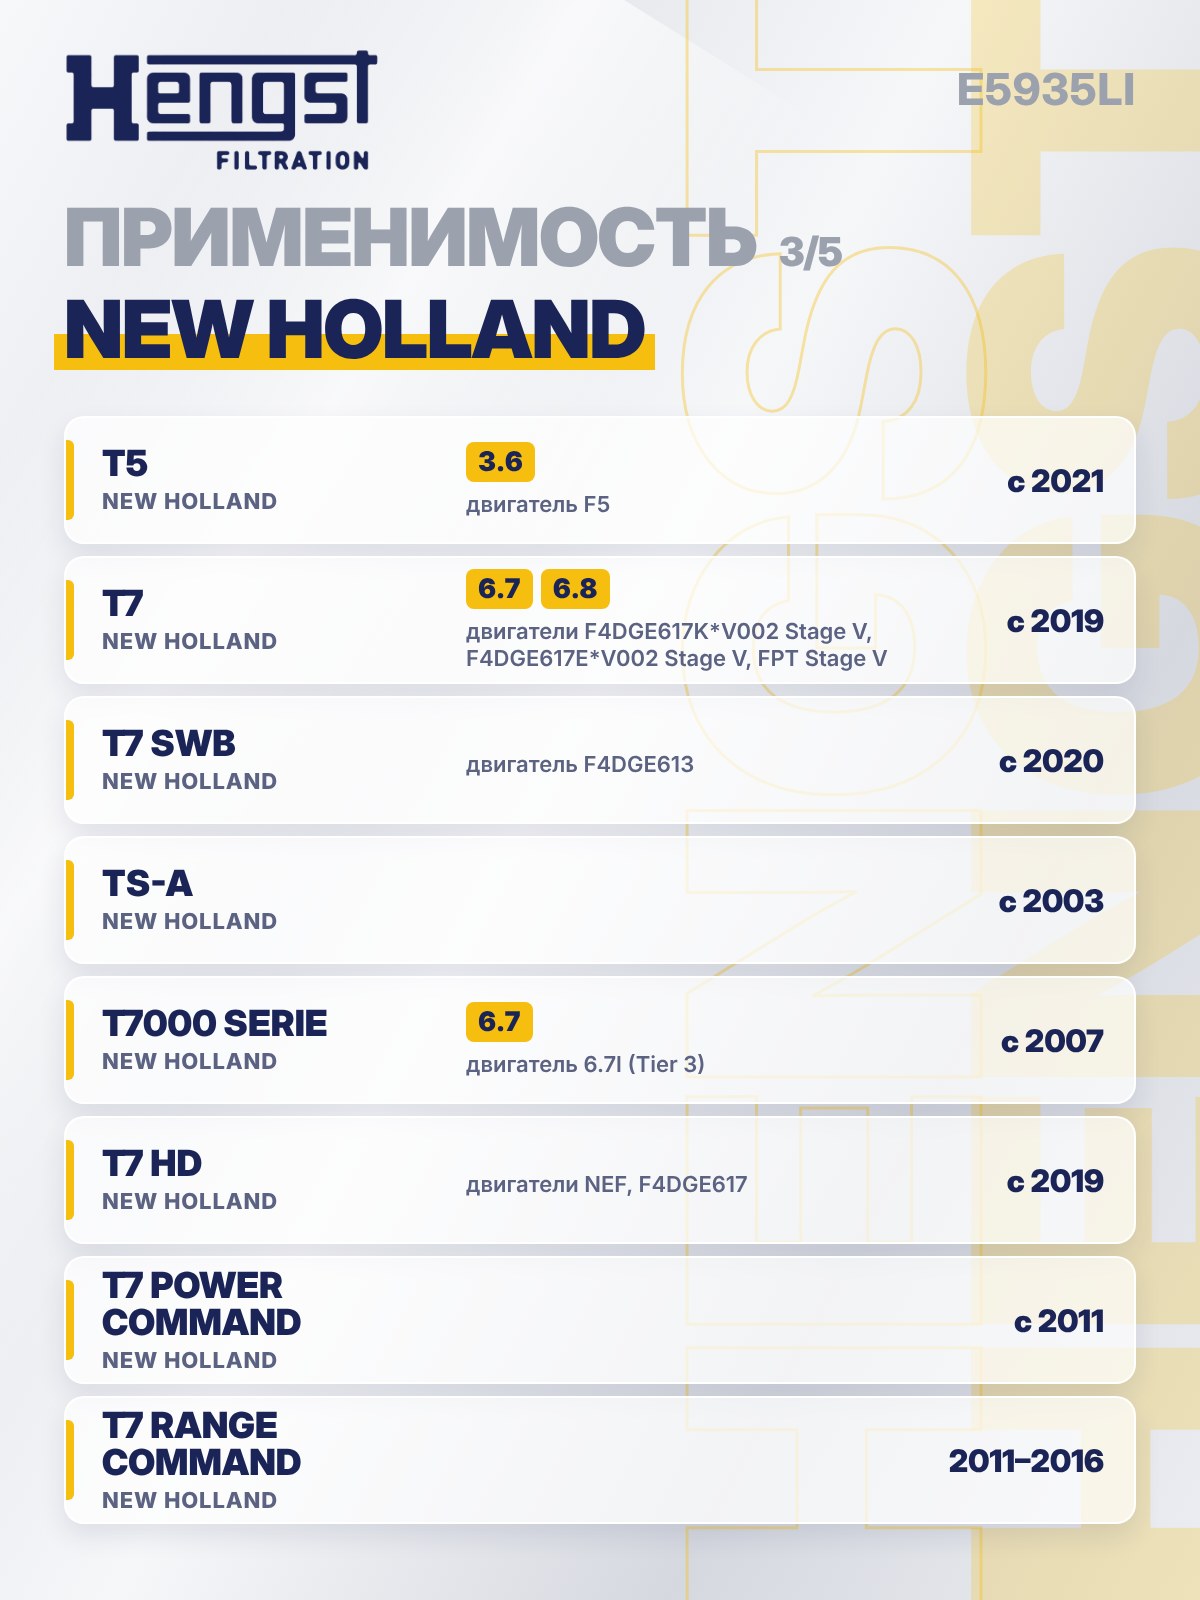 Hengst
FILTRATION
E5935LI
ПРИМЕНИМОСТЬ 3/5
NEW HOLLAND
T5
NEW HOLLAND
3.6
двигатель F5
с 2021
T7
NEW HOLLAND
6.7 6.8
двигатели F4DGE617K*V002 Stage V,
F4DGE617E*V002 Stage V, FPT Stage V
с 2019
T7 SWB
NEW HOLLAND
двигатель F4DGE613
с 2020
TS-A
NEW HOLLAND
с 2003
T7000 SERIE
NEW HOLLAND
6.7
двигатель 6.7l (Tier 3)
с 2007
T7 HD
NEW HOLLAND
двигатели NEF, F4DGE617
с 2019
T7 POWER
COMMAND
NEW HOLLAND
с 2011
T7 RANGE
COMMAND
NEW HOLLAND
2011–2016
HENGST
HENGST